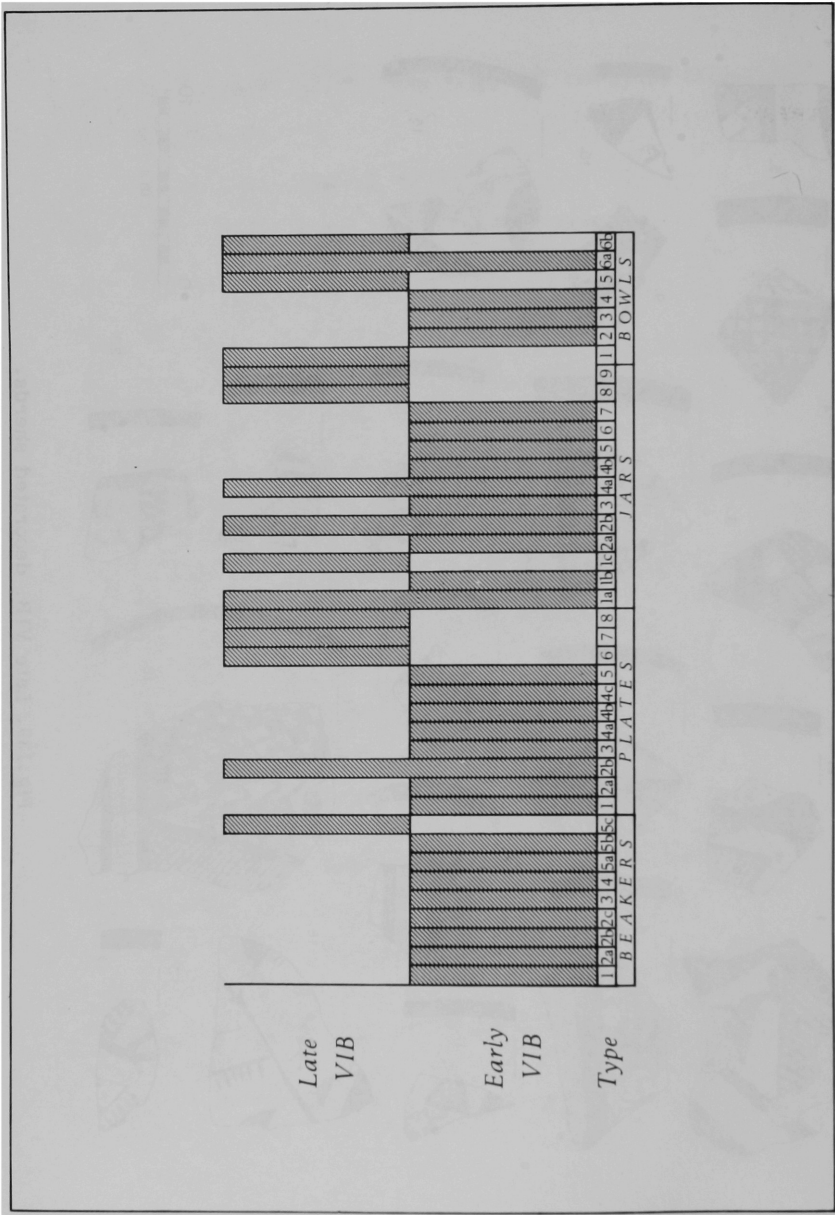 Late
VIB
Early
VIB
Type 1 2a 2b 2c 3 4 5a 5b 5c 1 2a 2b 3 4a 4b 4c 5 6 7 8 1a 1b 1c 2a 2b 3 4a 4b 5 6 7 8 9 1 2 3 4 5 6a 6b
BEAKERS PLATES JARS BOWLS